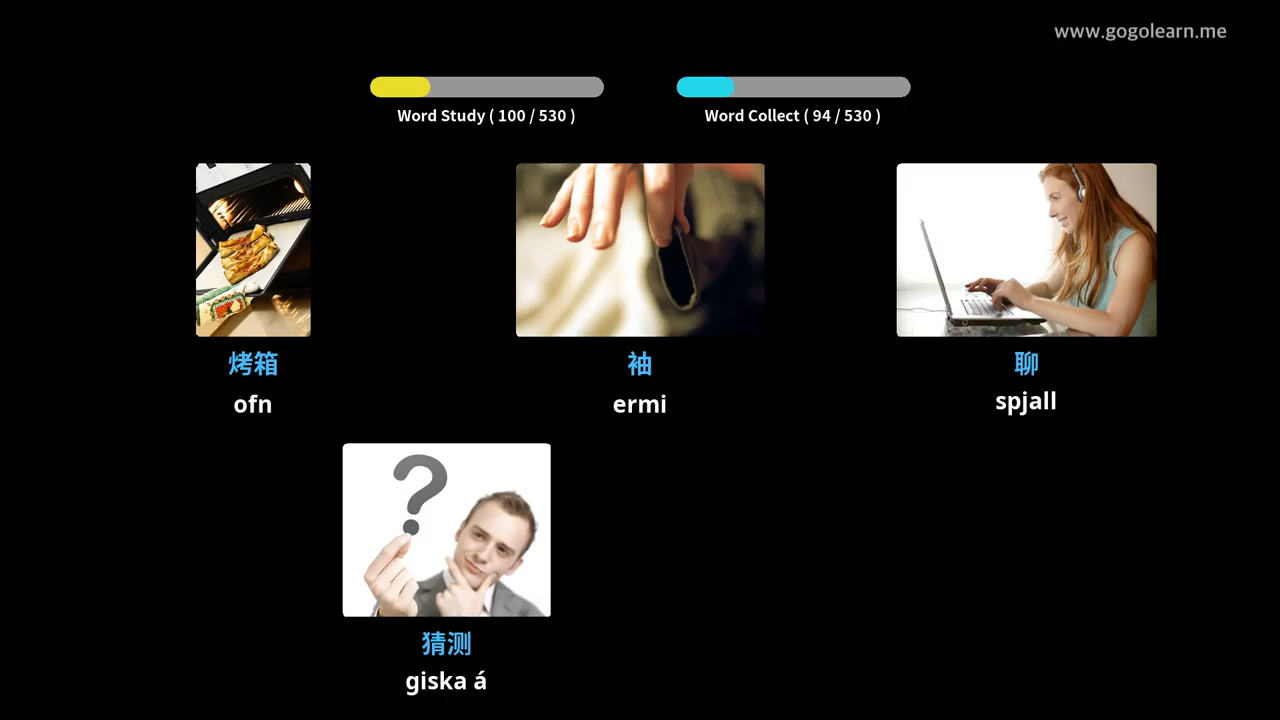 www.gogolearn.me
Word Study ( 100 / 530 )
Word Collect ( 94 / 530 )
烤箱
ofn
袖
ermi
聊
spjall
?
猜测
giska á